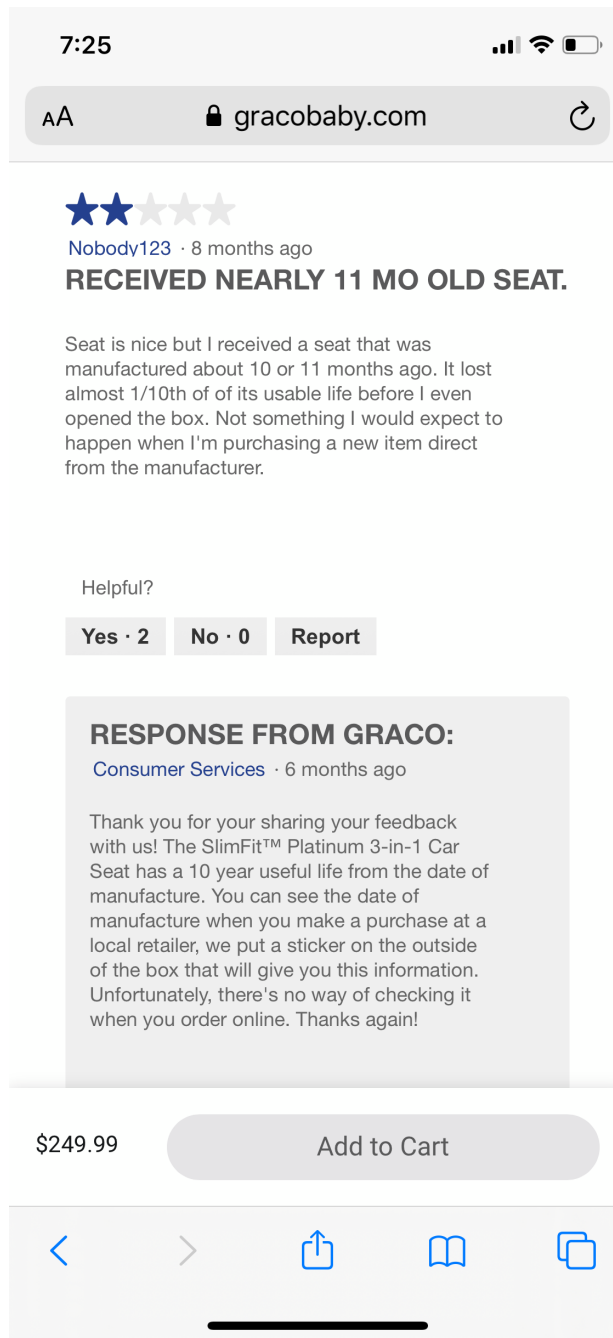 7:25
AA gracobaby.com
Nobody123 · 8 months ago
RECEIVED NEARLY 11 MO OLD SEAT.
Seat is nice but I received a seat that was
manufactured about 10 or 11 months ago. It lost
almost 1/10th of of its usable life before I even
opened the box. Not something I would expect to
happen when I'm purchasing a new item direct
from the manufacturer.
Helpful?
Yes · 2 No · 0 Report
RESPONSE FROM GRACO:
Consumer Services · 6 months ago
Thank you for your sharing your feedback
with us! The SlimFit™ Platinum 3-in-1 Car
Seat has a 10 year useful life from the date of
manufacture. You can see the date of
manufacture when you make a purchase at a
local retailer, we put a sticker on the outside
of the box that will give you this information.
Unfortunately, there's no way of checking it
when you order online. Thanks again!
$249.99 Add to Cart